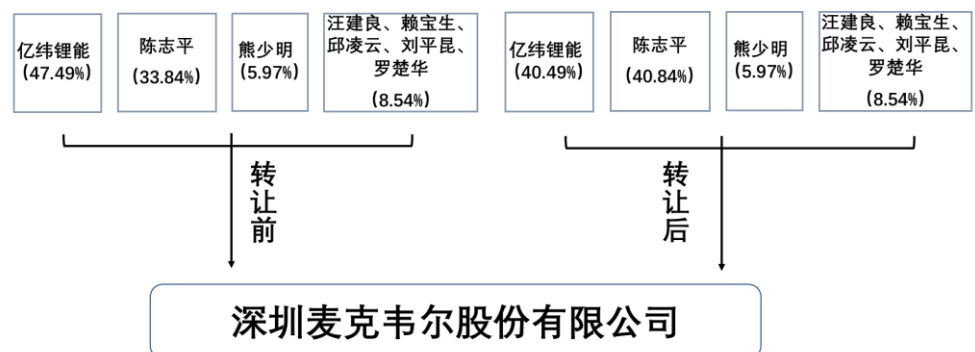 亿纬锂能
(47.49%)
陈志平
(33.84%)
熊少明
(5.97%)
汪建良、赖宝生、
邱凌云、刘平昆、
罗楚华
(8.54%)
亿纬锂能
(40.49%)
陈志平
(40.84%)
熊少明
(5.97%)
汪建良、赖宝生、
邱凌云、刘平昆、
罗楚华
(8.54%)
转让前
转让后
深圳麦克韦尔股份有限公司